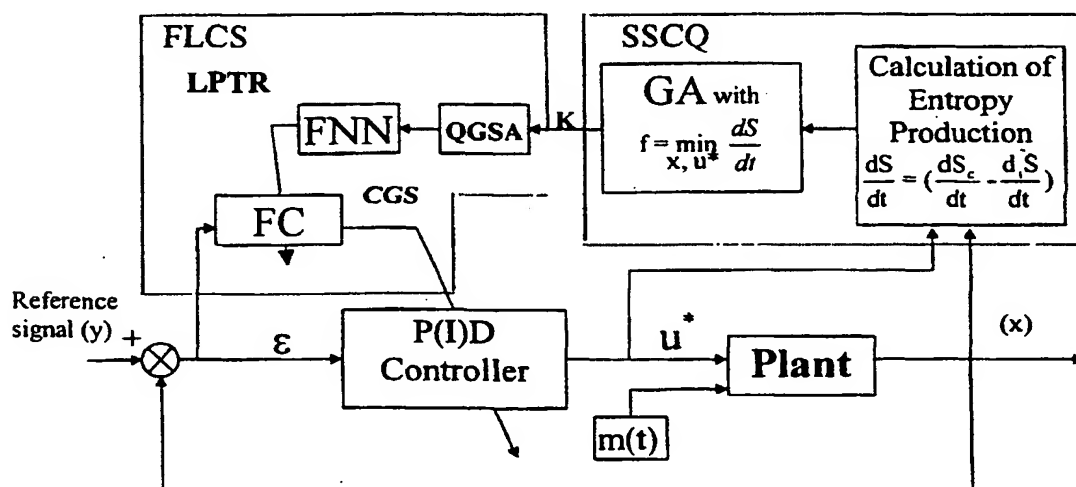 FLCS
LPTR
FNN
QGSA
K
CGS
FC
SSCQ
GA with
f = min dS/dt
x, u*
Calculation of
Entropy
Production
dS/dt = (dS_c/dt - d_iS/dt)
Reference
signal (y)
+
ε
P(I)D
Controller
u*
Plant
(x)
m(t)